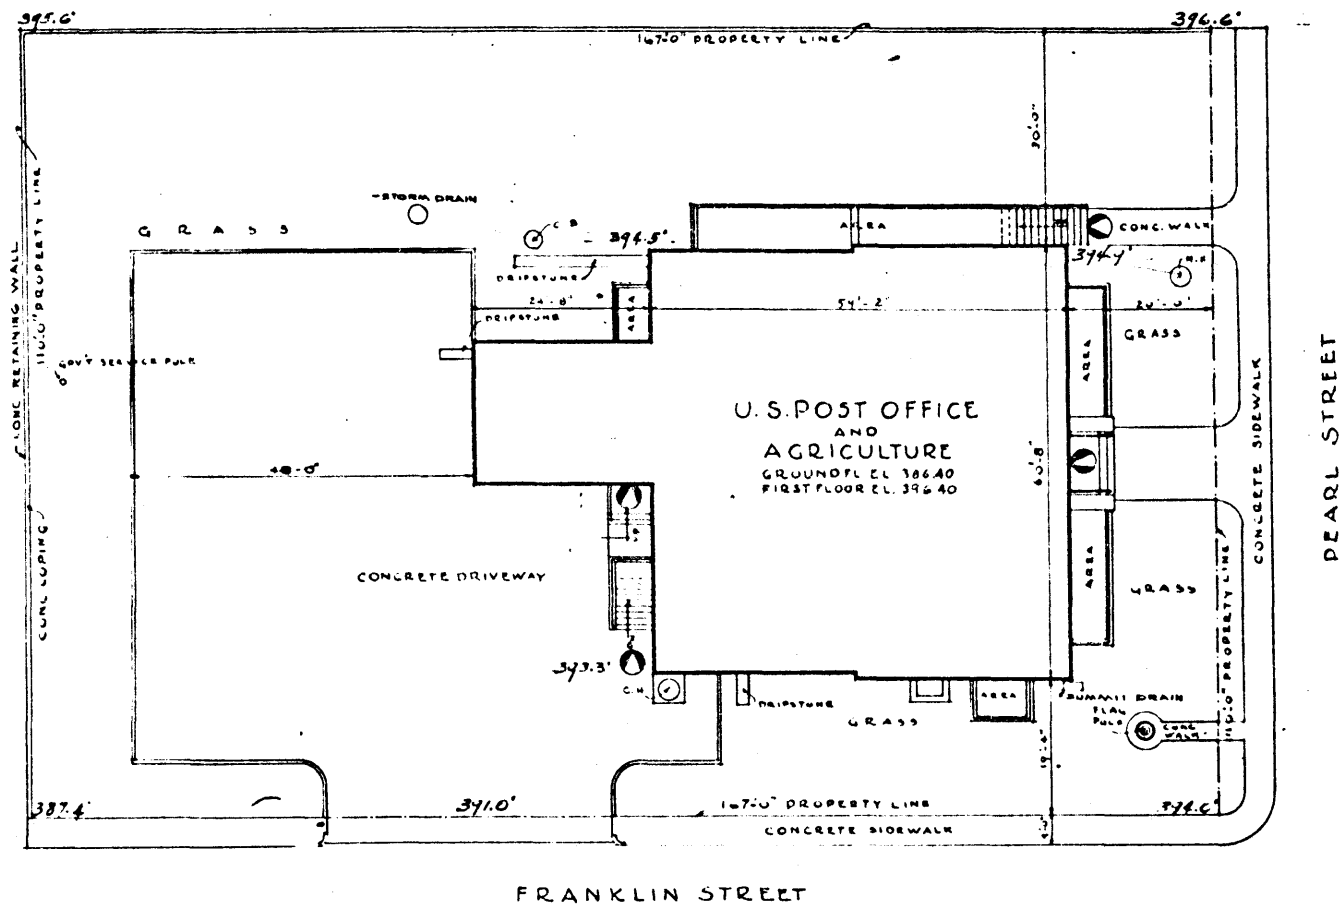 395.6'
396.6'
167'-0" PROPERTY LINE
30'-0"
110'-0" PROPERTY LINE
STORM DRAIN
GRASS
C.B
394.5'
AREA
CONC. WALK
394.4'
DRIPSTONE
24'-8"
AREA
54'-2"
20'-0"
DRIPSTONE
GRASS
CONC RETAINING WALL
GOV'T SERVICE POLE
AREA
PEARL STREET
CONCRETE SIDEWALK
U.S. POST OFFICE
AND
AGRICULTURE
GROUND FL EL 386.40
FIRST FLOOR EL. 396.40
60'-8"
48'-0"
UP
CONC COPING
CONCRETE DRIVEWAY
AREA
GRASS
110'-0" PROPERTY LINE
393.3'
DRIPSTONE
AREA
SUMMIT DRAIN
FLAG
POLE
CONC
WALK
GRASS
387.4'
391.0'
167'-0" PROPERTY LINE
394.6'
CONCRETE SIDEWALK
FRANKLIN STREET